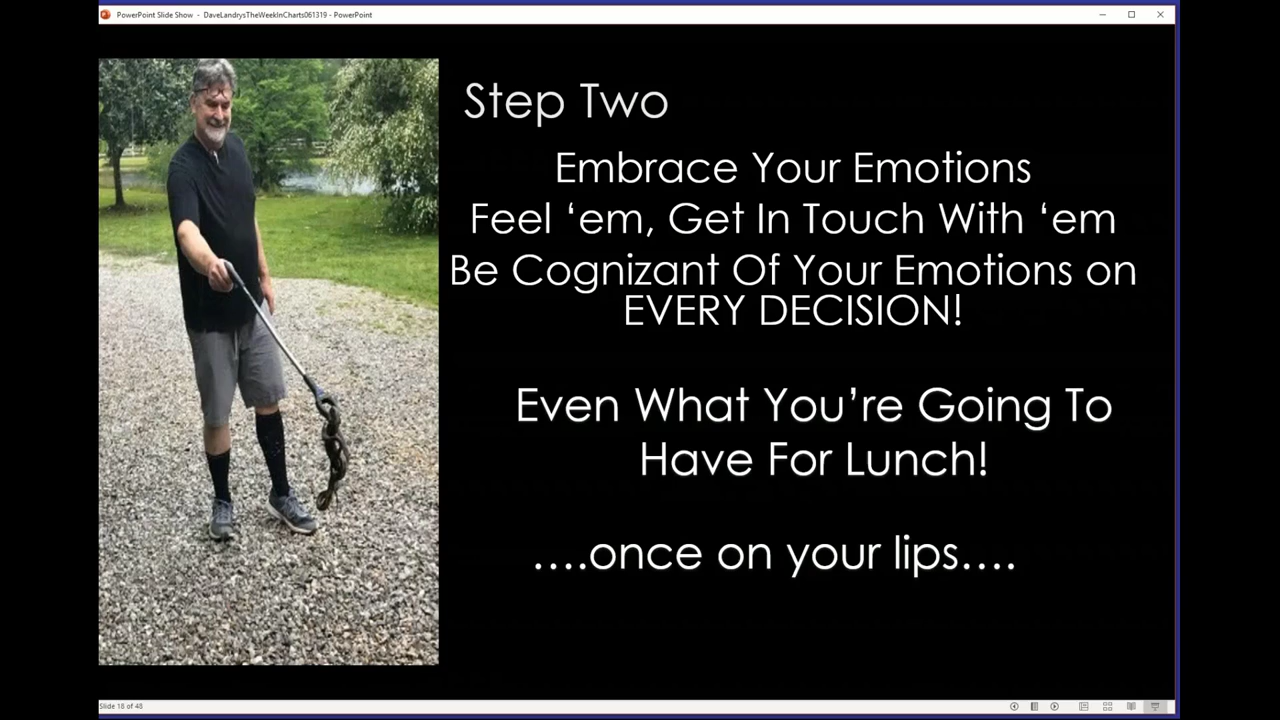 PowerPoint Slide Show - DaveLandrysTheWeekInCharts061319 - PowerPoint
Step Two
Embrace Your Emotions
Feel ‘em, Get In Touch With ‘em
Be Cognizant Of Your Emotions on
EVERY DECISION!
Even What You’re Going To
Have For Lunch!
….once on your lips….
Slide 18 of 48